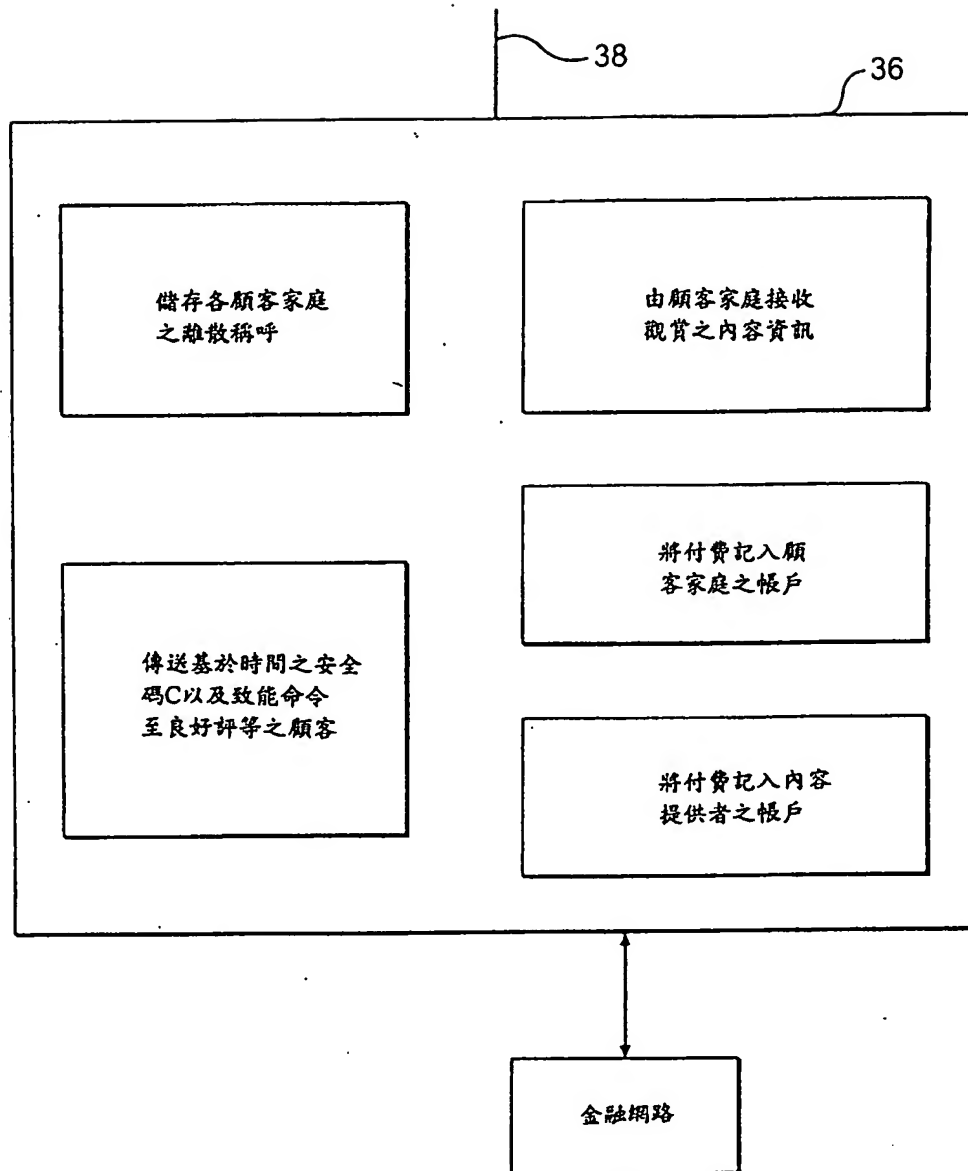 38
36
儲存各顧客家庭
之離散稱呼
由顧客家庭接收
觀賞之內容資訊
將付費記入顧
客家庭之帳戶
傳送基於時間之安全
碼C以及致能命令
至良好評等之顧客
將付費記入內容
提供者之帳戶
金融網路